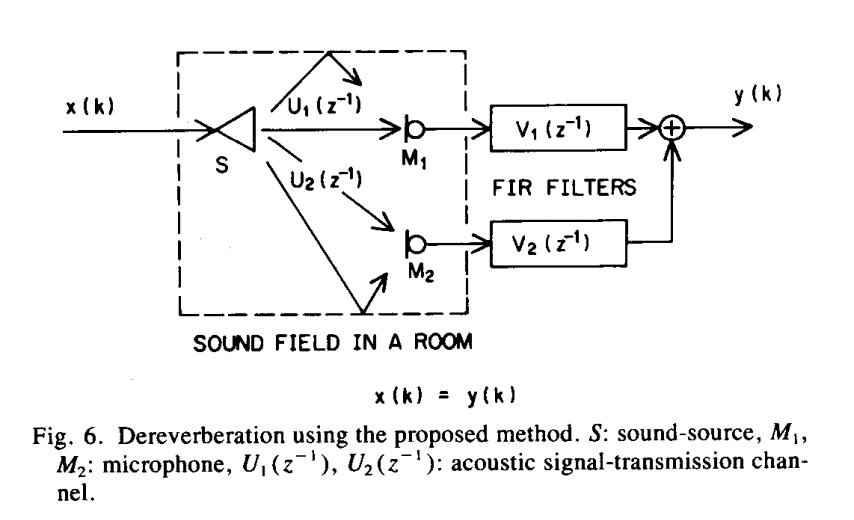 x(k)
y(k)
U₁(z⁻¹)
V₁(z⁻¹)
+
S
M₁
U₂(z⁻¹)
FIR FILTERS
V₂(z⁻¹)
M₂
SOUND FIELD IN A ROOM
x(k) = y(k)
Fig. 6. Dereverberation using the proposed method. S: sound-source, M₁,
M₂: microphone, U₁(z⁻¹), U₂(z⁻¹): acoustic signal-transmission chan-
nel.